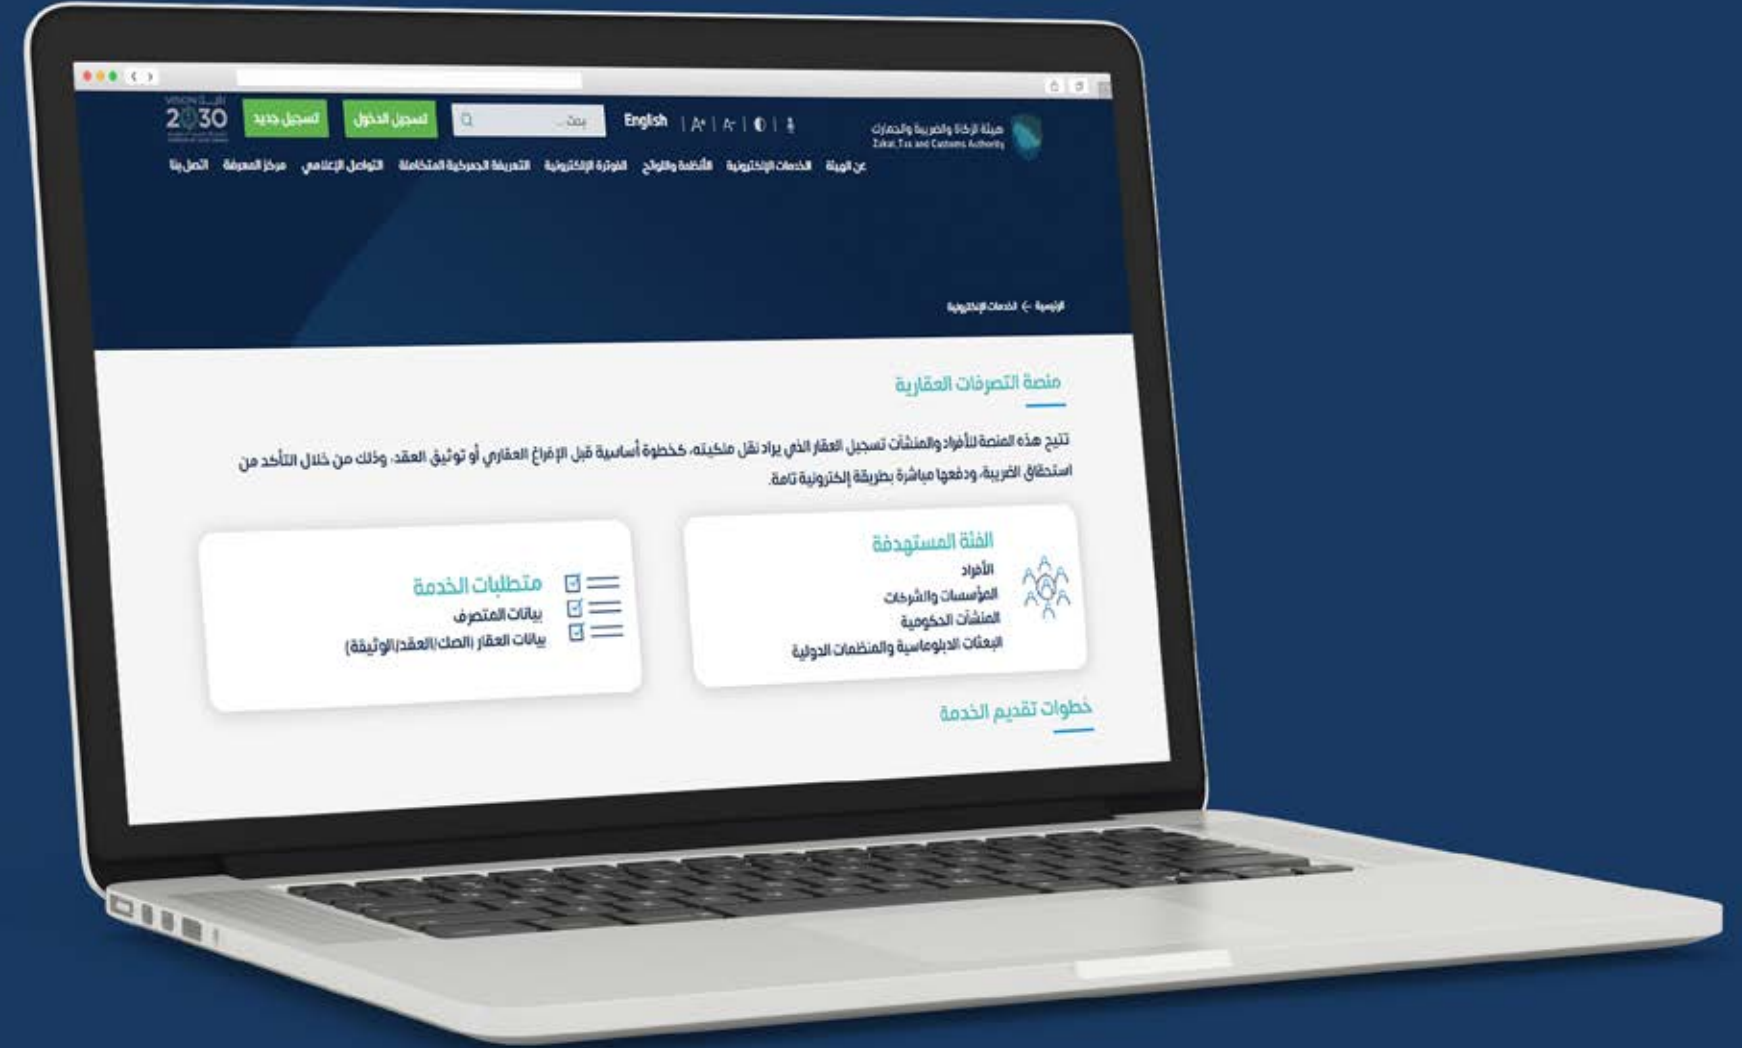 هيئة الزكاة والضريبة والجمارك
Zakat, Tax and Customs Authority
English
A+
A-
بحث...
تسجيل الدخول
تسجيل جديد
VISION رؤية
2030
عن الهيئة الخدمات الإلكترونية الأنظمة واللوائح الفوترة الإلكترونية التعريفة الجمركية المتكاملة التواصل الإعلامي مركز المعرفة اتصل بنا
الرئيسية -> الخدمات الإلكترونية
منصة التصرفات العقارية
تتيح هذه المنصة للأفراد والمنشآت تسجيل العقار الذي يراد نقل ملكيته، كخطوة أساسية قبل الإفراغ العقاري أو توثيق العقد، وذلك من خلال التأكد من
استحقاق الضريبة، ودفعها مباشرة بطريقة إلكترونية تامة.
الفئة المستهدفة
الأفراد
المؤسسات والشركات
المنشآت الحكومية
البعثات الدبلوماسية والمنظمات الدولية
متطلبات الخدمة
بيانات المتصرف
بيانات العقار (الصك/العقد/الوثيقة)
خطوات تقديم الخدمة